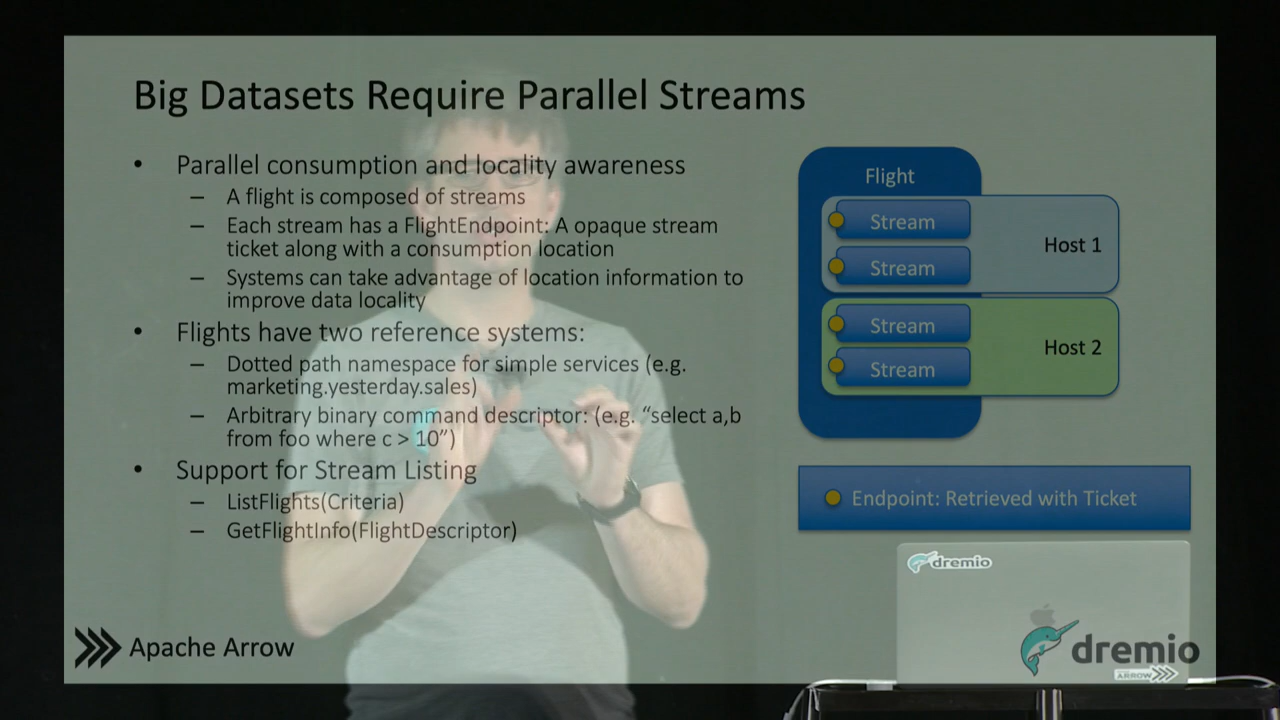 Big Datasets Require Parallel Streams
• Parallel consumption and locality awareness
– A flight is composed of streams
– Each stream has a FlightEndpoint: A opaque stream
ticket along with a consumption location
– Systems can take advantage of location information to
improve data locality
• Flights have two reference systems:
– Dotted path namespace for simple services (e.g.
marketing.yesterday.sales)
– Arbitrary binary command descriptor: (e.g. “select a,b
from foo where c > 10”)
• Support for Stream Listing
– ListFlights(Criteria)
– GetFlightInfo(FlightDescriptor)
Flight
Stream
Stream
Host 1
Stream
Stream
Host 2
Endpoint: Retrieved with Ticket
dremio
Apache Arrow
dremio
ARROW